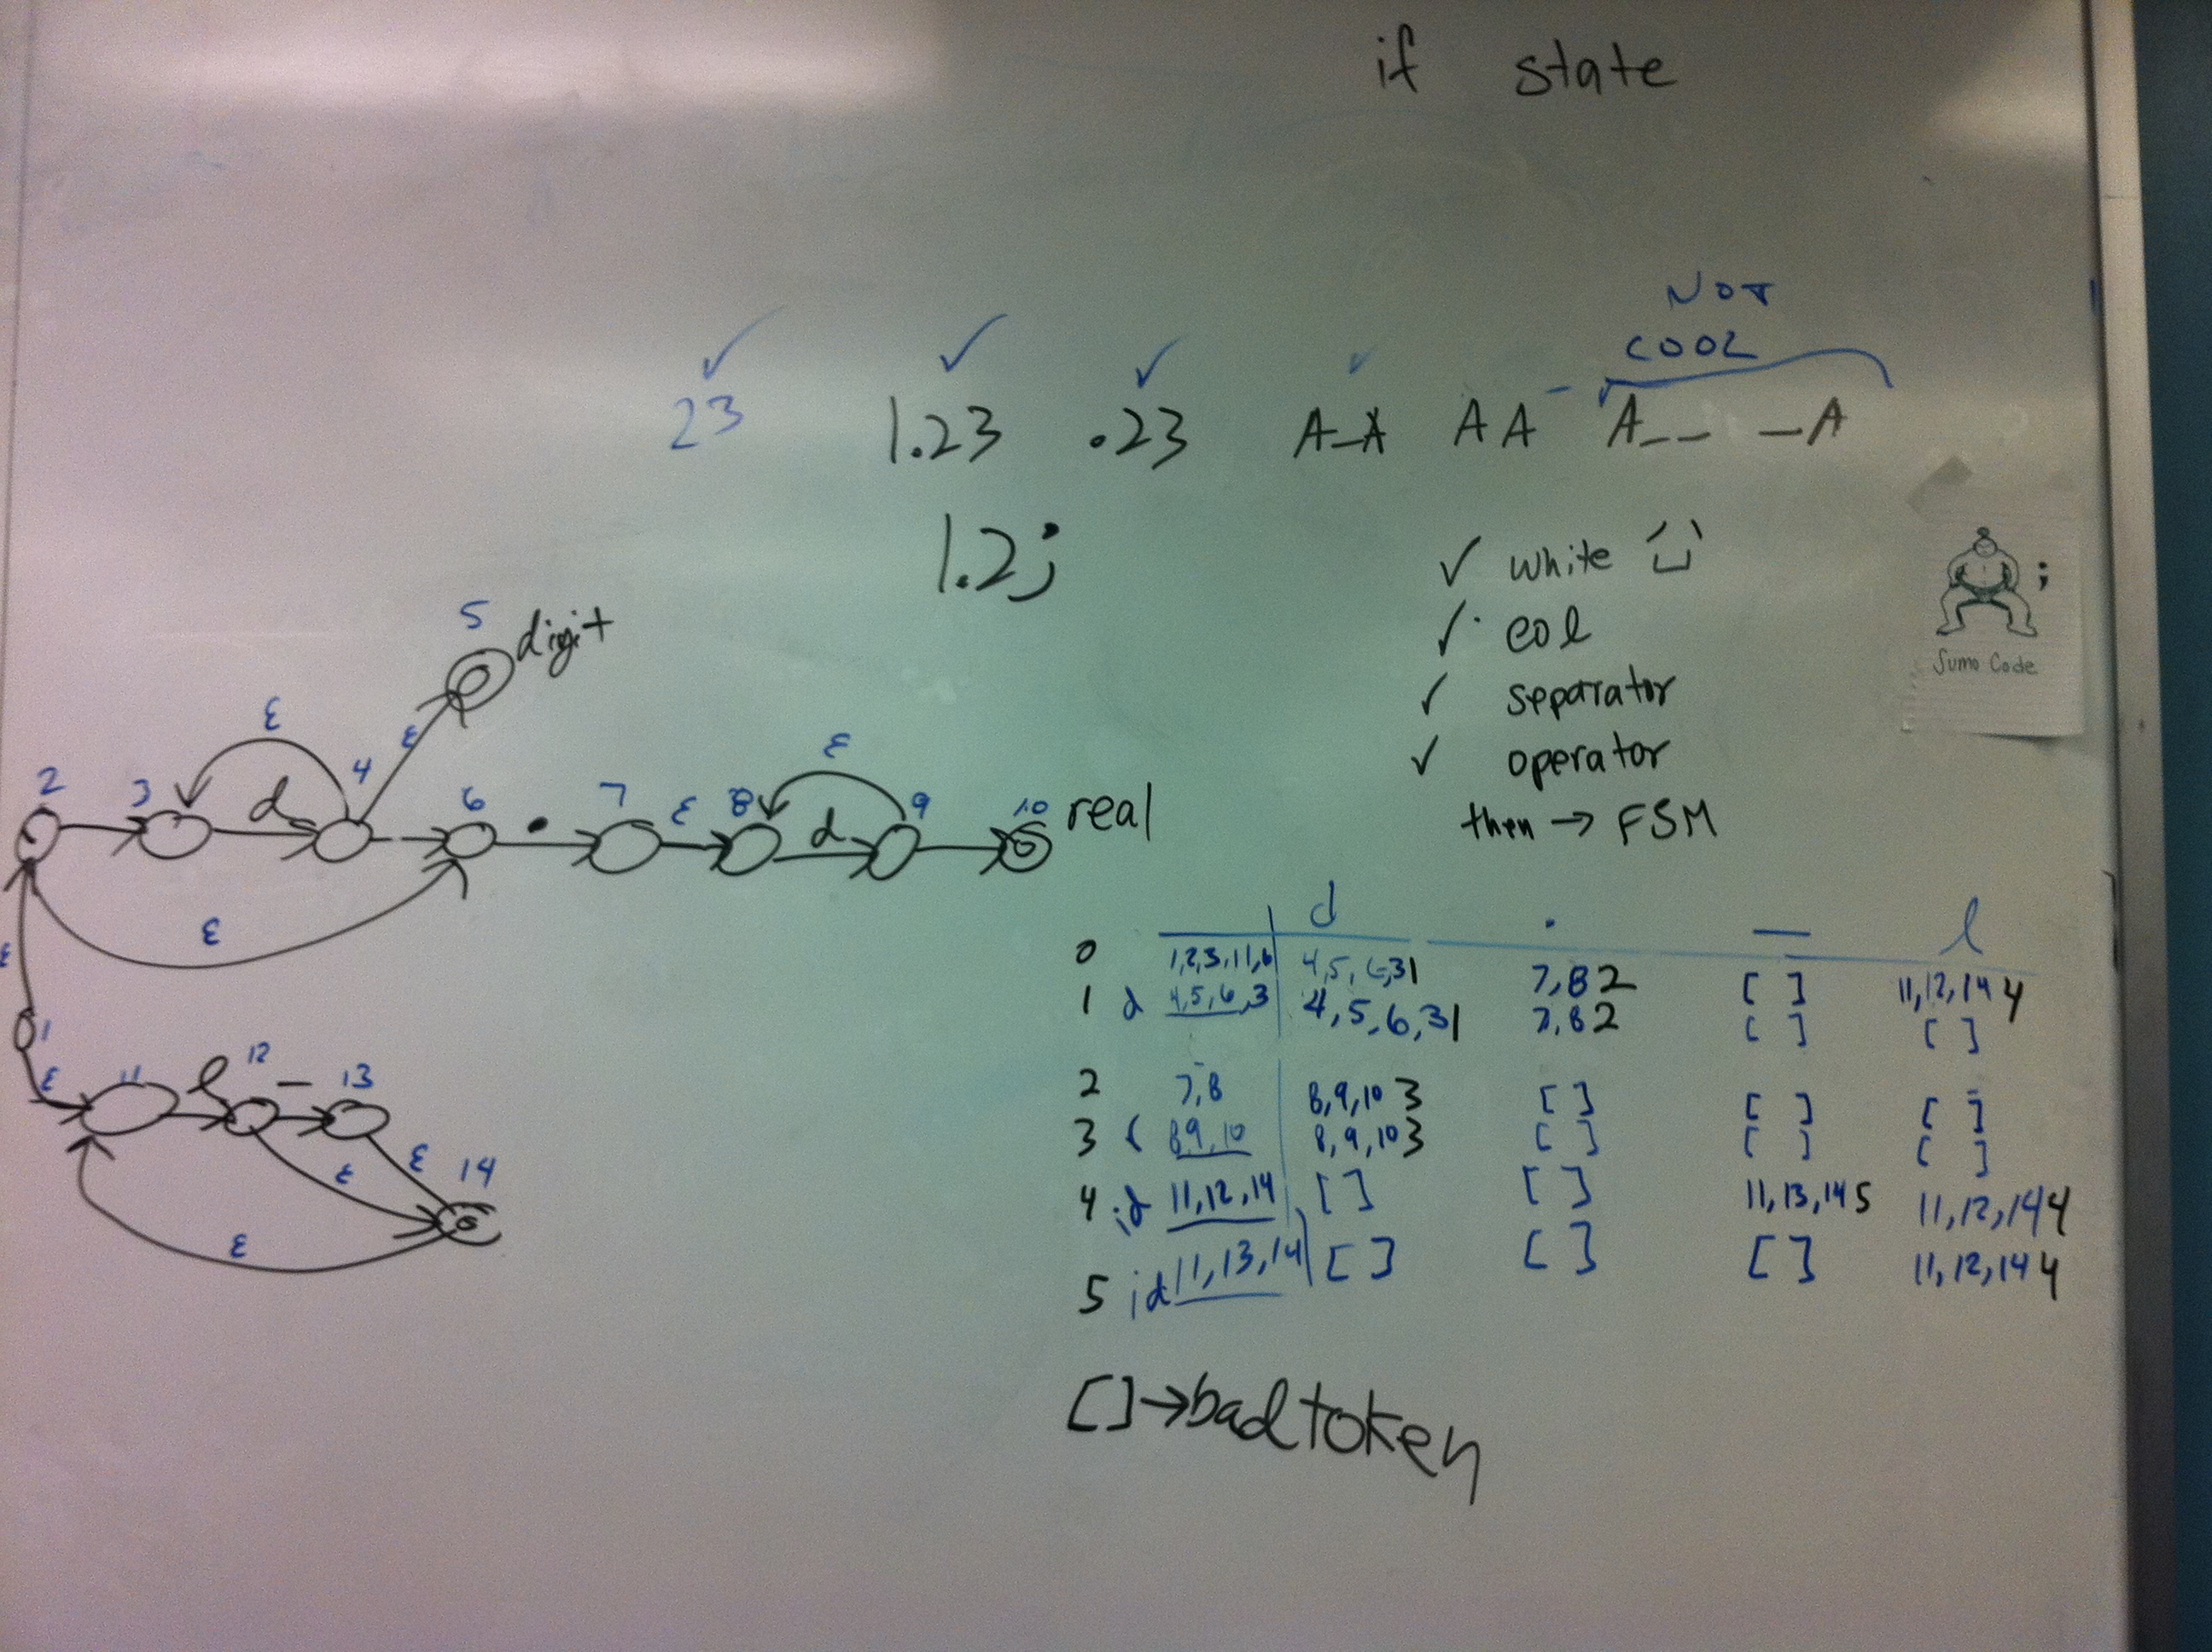 if state
NOT
COOL
23 1.23 .23 A_A AA_ A__ _A
1.2;
✓ white
✓ eol
✓ separator
✓ operator
then → FSM
;
Sumo Code
5 digit
ε
ε
2 3 d 4 6 . 7 ε 8 d 9 10 real
ε
ε
ε
1
ε
11 l 12 _ 13
ε ε 14
ε
d . _ l
0 1,2,3,11,6 4,5,6,3 1 7,8 2 [ ] 11,12,14 4
1 d 4,5,6,3 4,5,6,3 1 7,8 2 [ ] [ ]
2 7,8 8,9,10 3 [ ] [ ] [ ]
3 r 8,9,10 8,9,10 3 [ ] [ ] [ ]
4 id 11,12,14 [ ] [ ] 11,13,14 5 11,12,14 4
5 id 11,13,14 [ ] [ ] [ ] 11,12,14 4
[]→bad token